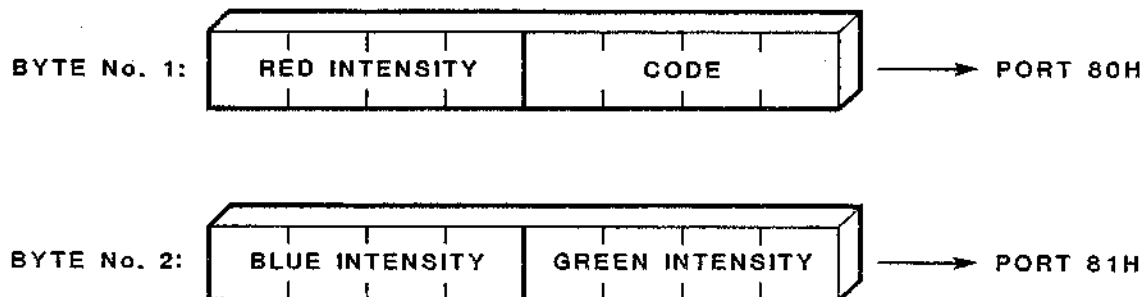 BYTE No. 1: RED INTENSITY CODE PORT 80H
BYTE No. 2: BLUE INTENSITY GREEN INTENSITY PORT 81H